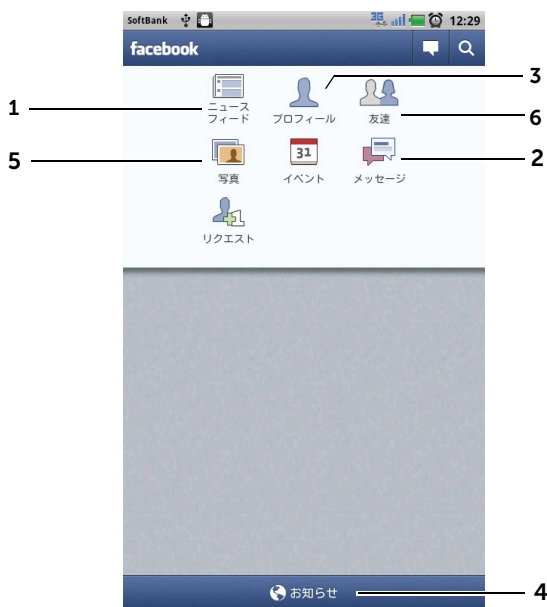 SoftBank 3G 12:29
facebook
3
1
ニュース
フィード プロフィール 友達
6
5
31
2
写真 イベント メッセージ
1
リクエスト
お知らせ
4